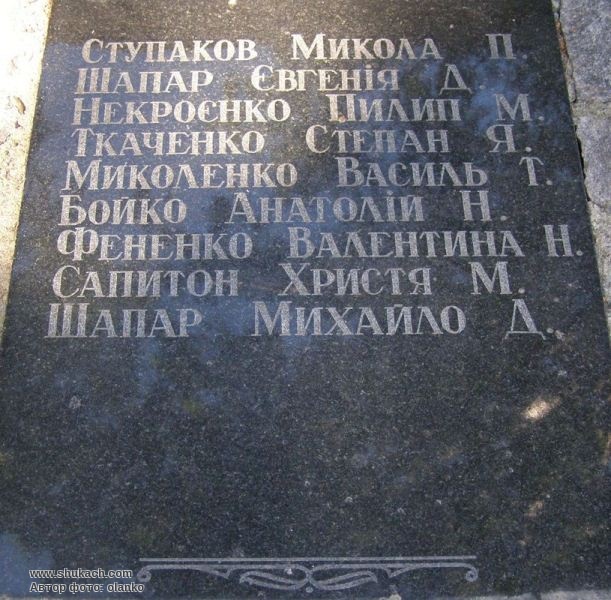 Ступаков Микола П.
Шапар Євгенія Д.
Некроєнко Пилип М.
Ткаченко Степан Я.
Миколенко Василь Т.
Бойко Анатолій Н.
Фененко Валентина Н.
Сапитон Христя М.
Шапар Михайло Д.
www.shukach.com
Автор фото: olanko